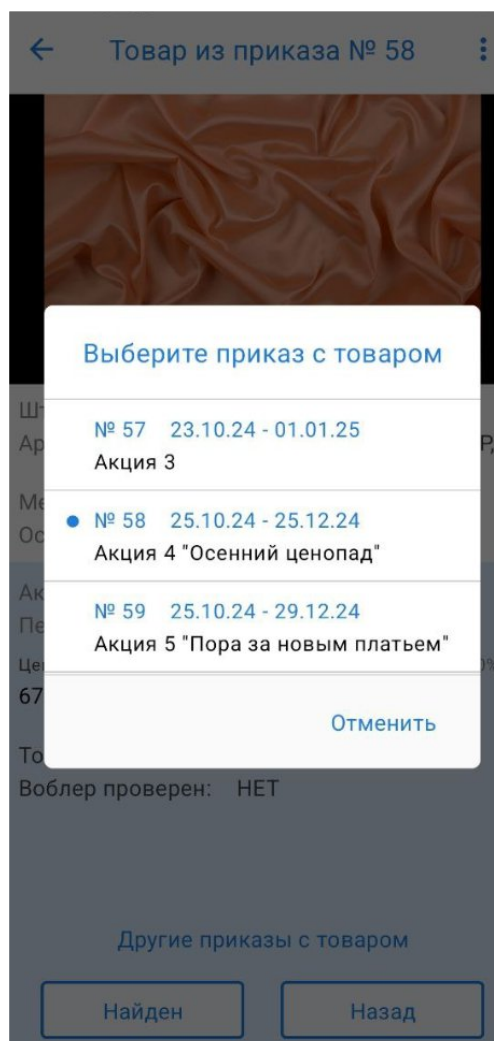 Товар из приказа № 58
Выберите приказ с товаром
№ 57 23.10.24 - 01.01.25
Акция 3
№ 58 25.10.24 - 25.12.24
Акция 4 "Осенний ценопад"
№ 59 25.10.24 - 29.12.24
Акция 5 "Пора за новым платьем"
Отменить
Воблер проверен: НЕТ
Другие приказы с товаром
Найден
Назад